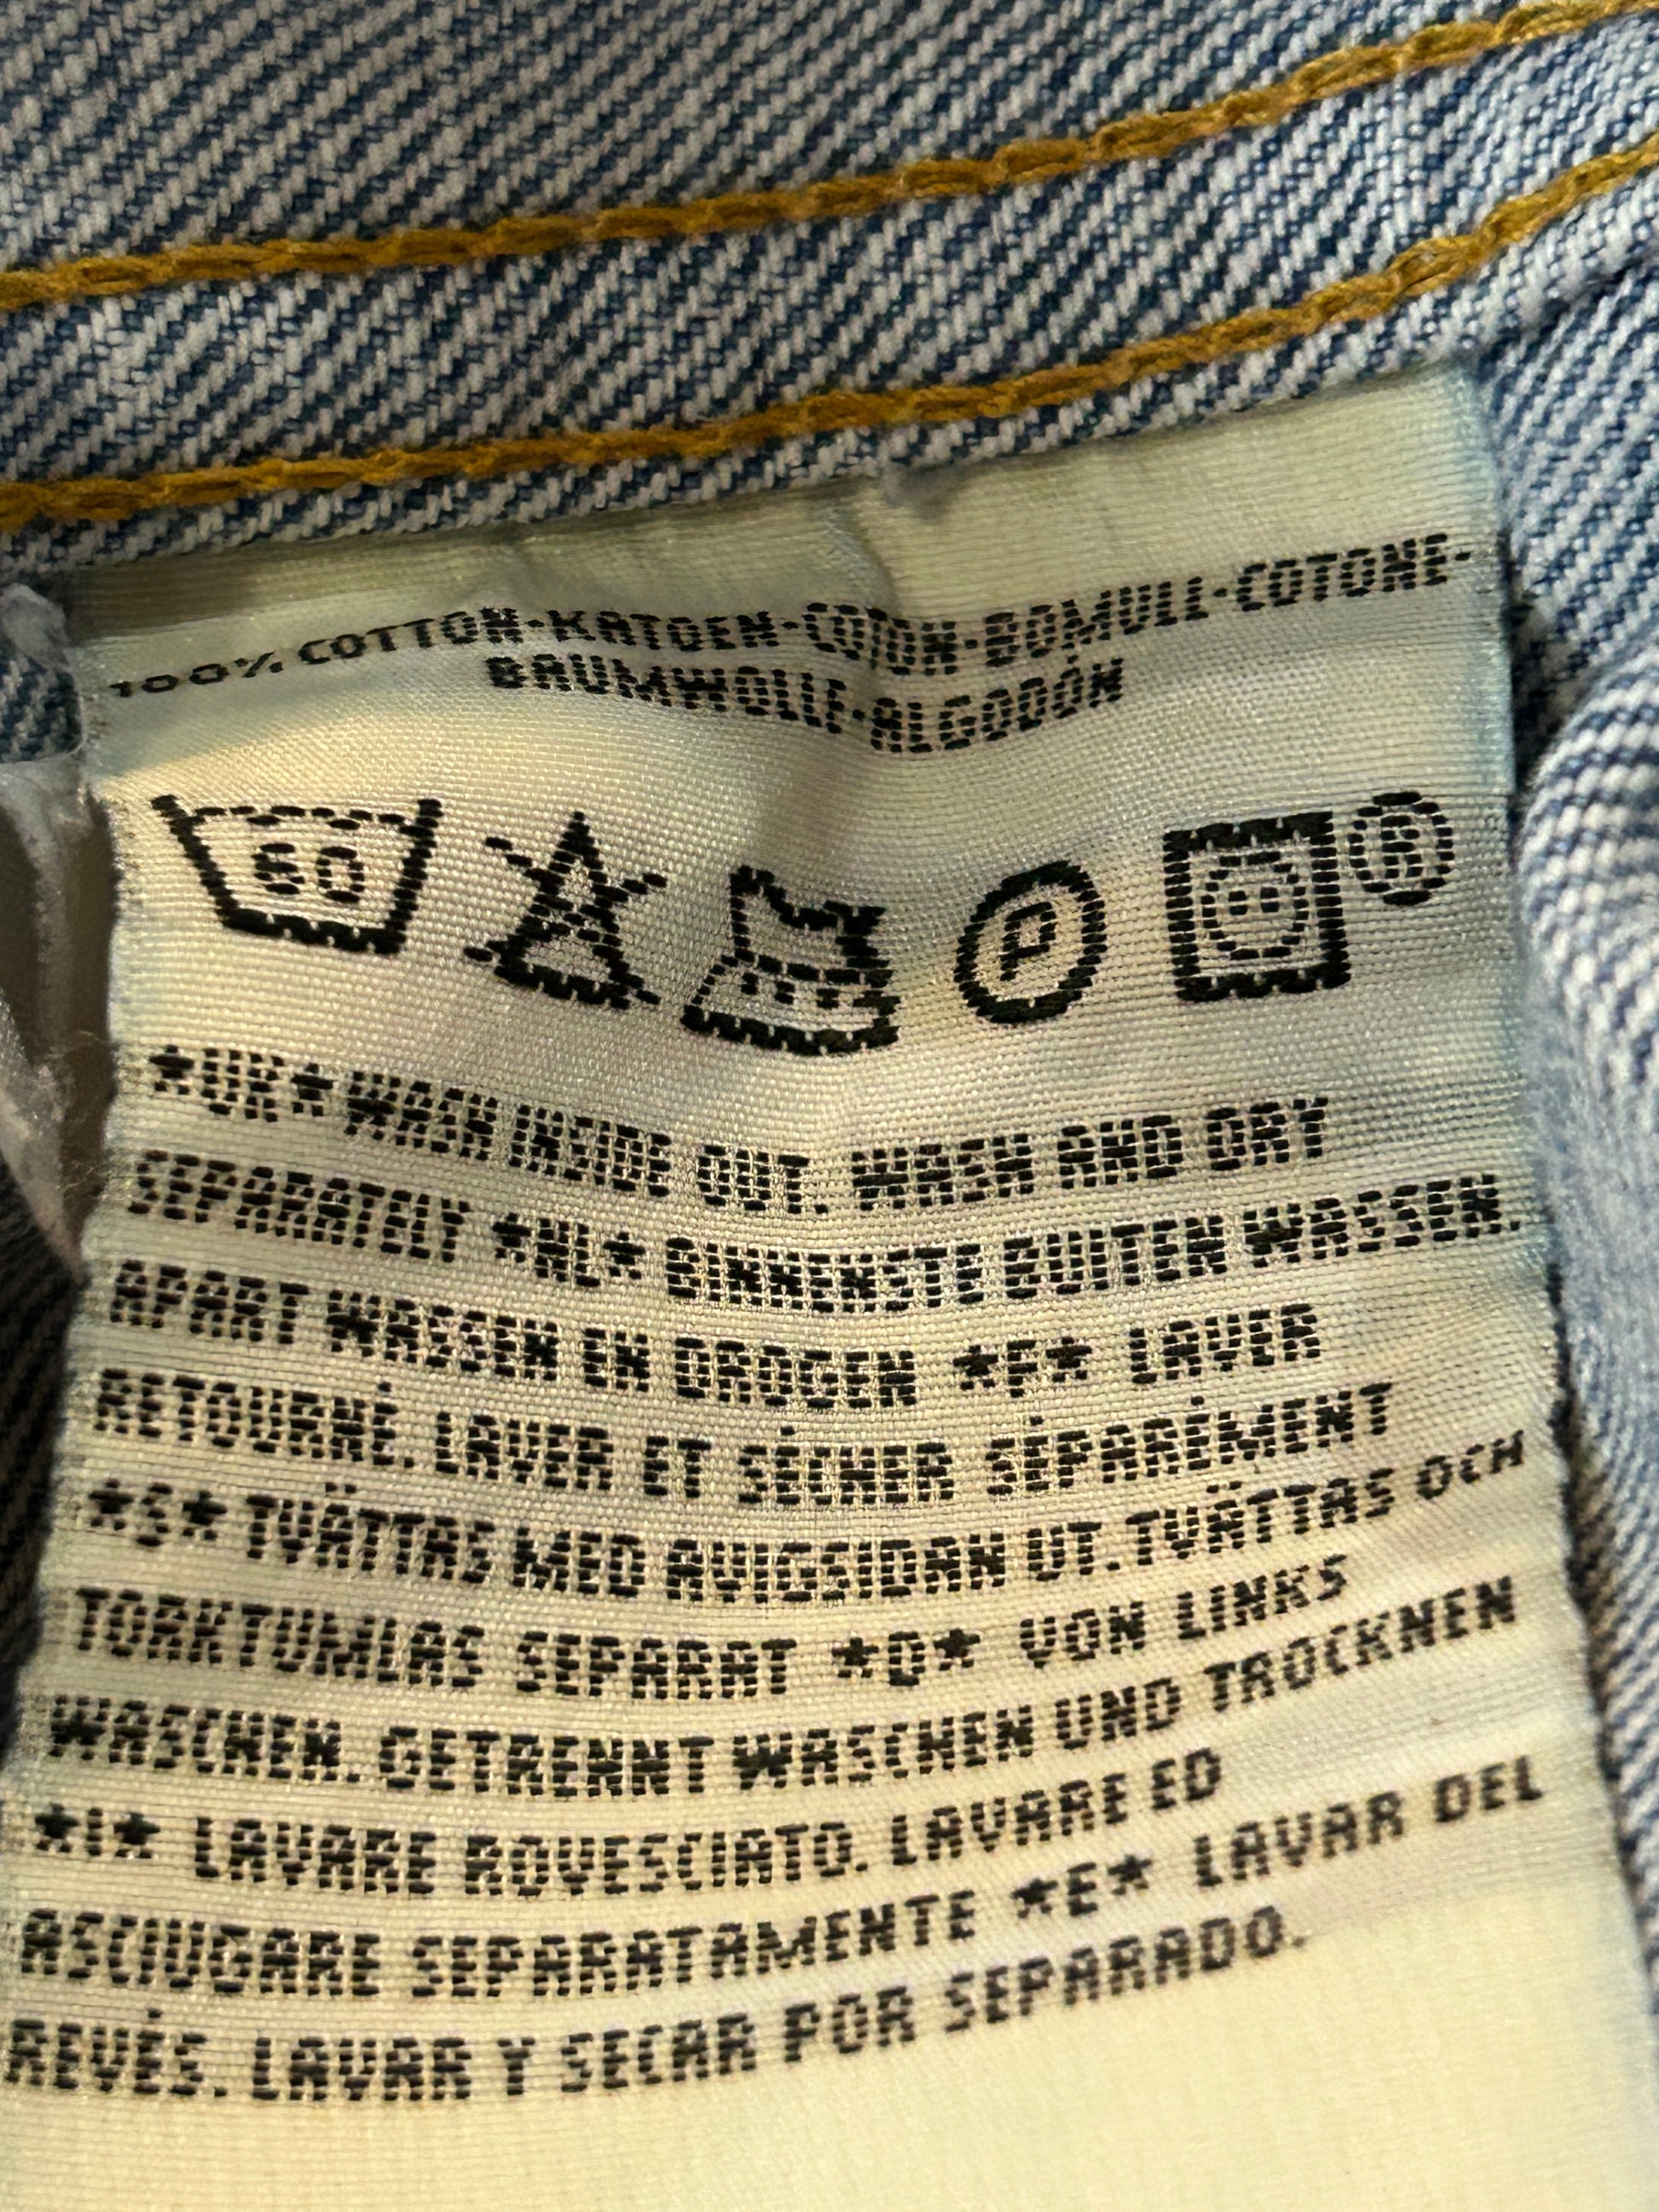 100% COTTON-KATOEN-COTON-BOMULL-COTONE-
BAUMWOLLE-ALGODÓN
60 P ®
*UK* WASH INSIDE OUT. WASH AND DRY
SEPARATELY *NL* BINNENSTE BUITEN WASSEN.
APART WASSEN EN DROGEN *F* LAVER
RETOURNÉ. LAVER ET SÉCHER SÉPARÉMENT
*S* TVÄTTAS MED AVIGSIDAN UT. TVÄTTAS OCH
TORKTUMLAS SEPARAT *D* VON LINKS
WASCHEN. GETRENNT WASCHEN UND TROCKNEN
*I* LAVARE ROVESCIATO. LAVARE ED
ASCIUGARE SEPARATAMENTE *E* LAVAR DEL
REVÉS. LAVAR Y SECAR POR SEPARADO.